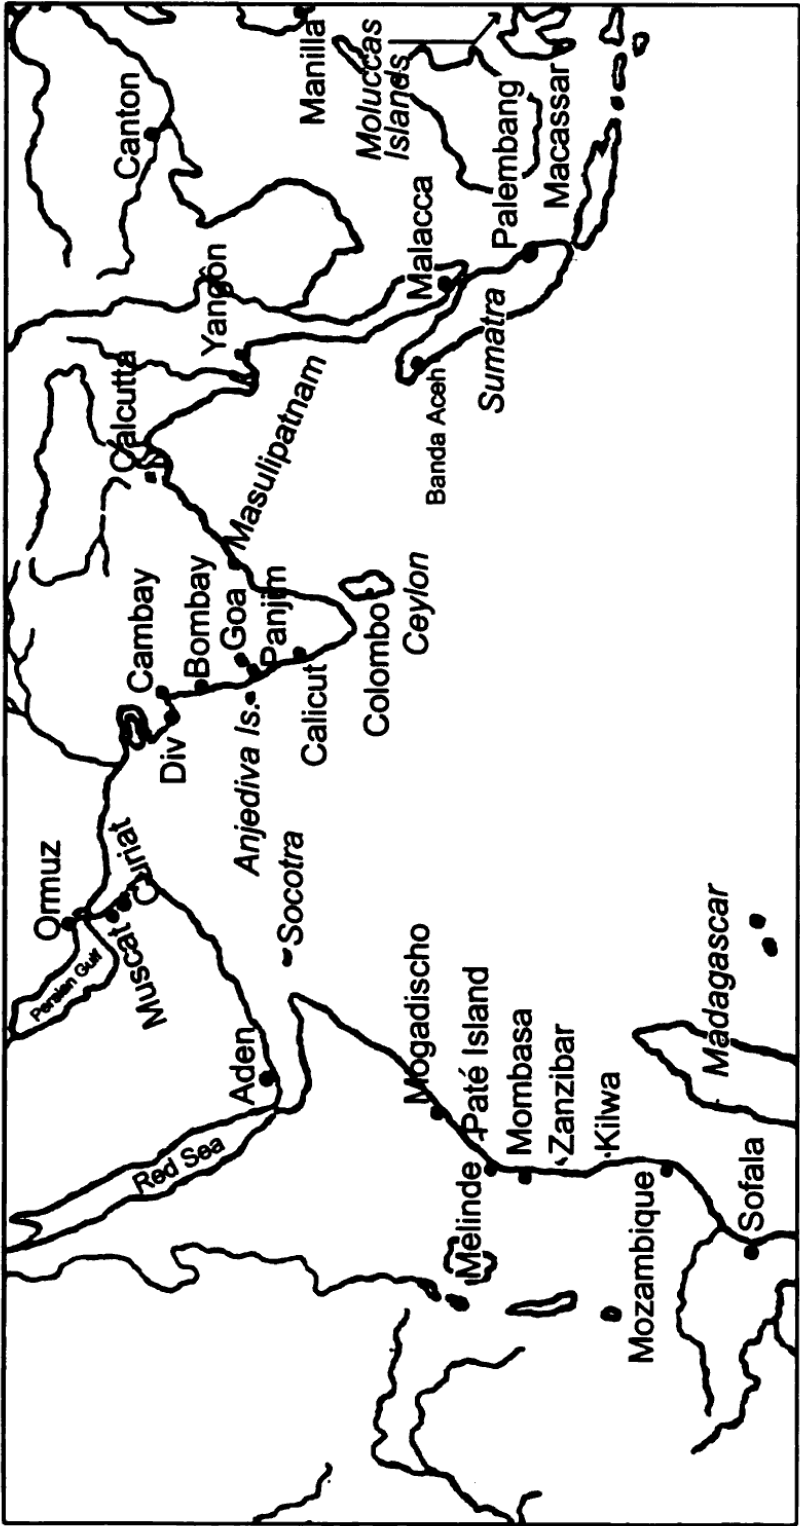 Ormuz
Persian Gulf
Muscat
Curiat
Aden
Red Sea
Socotra
Mogadischo
Paté Island
Melinde
Mombasa
Zanzibar
Kilwa
Mozambique
Sofala
Madagascar
Div
Cambay
Bombay
Goa
Panjim
Anjediva Is.
Calicut
Colombo
Ceylon
Masulipatnam
Calcutta
Yangôn
Canton
Manilla
Moluccas
Islands
Malacca
Palembang
Macassar
Banda Aceh
Sumatra